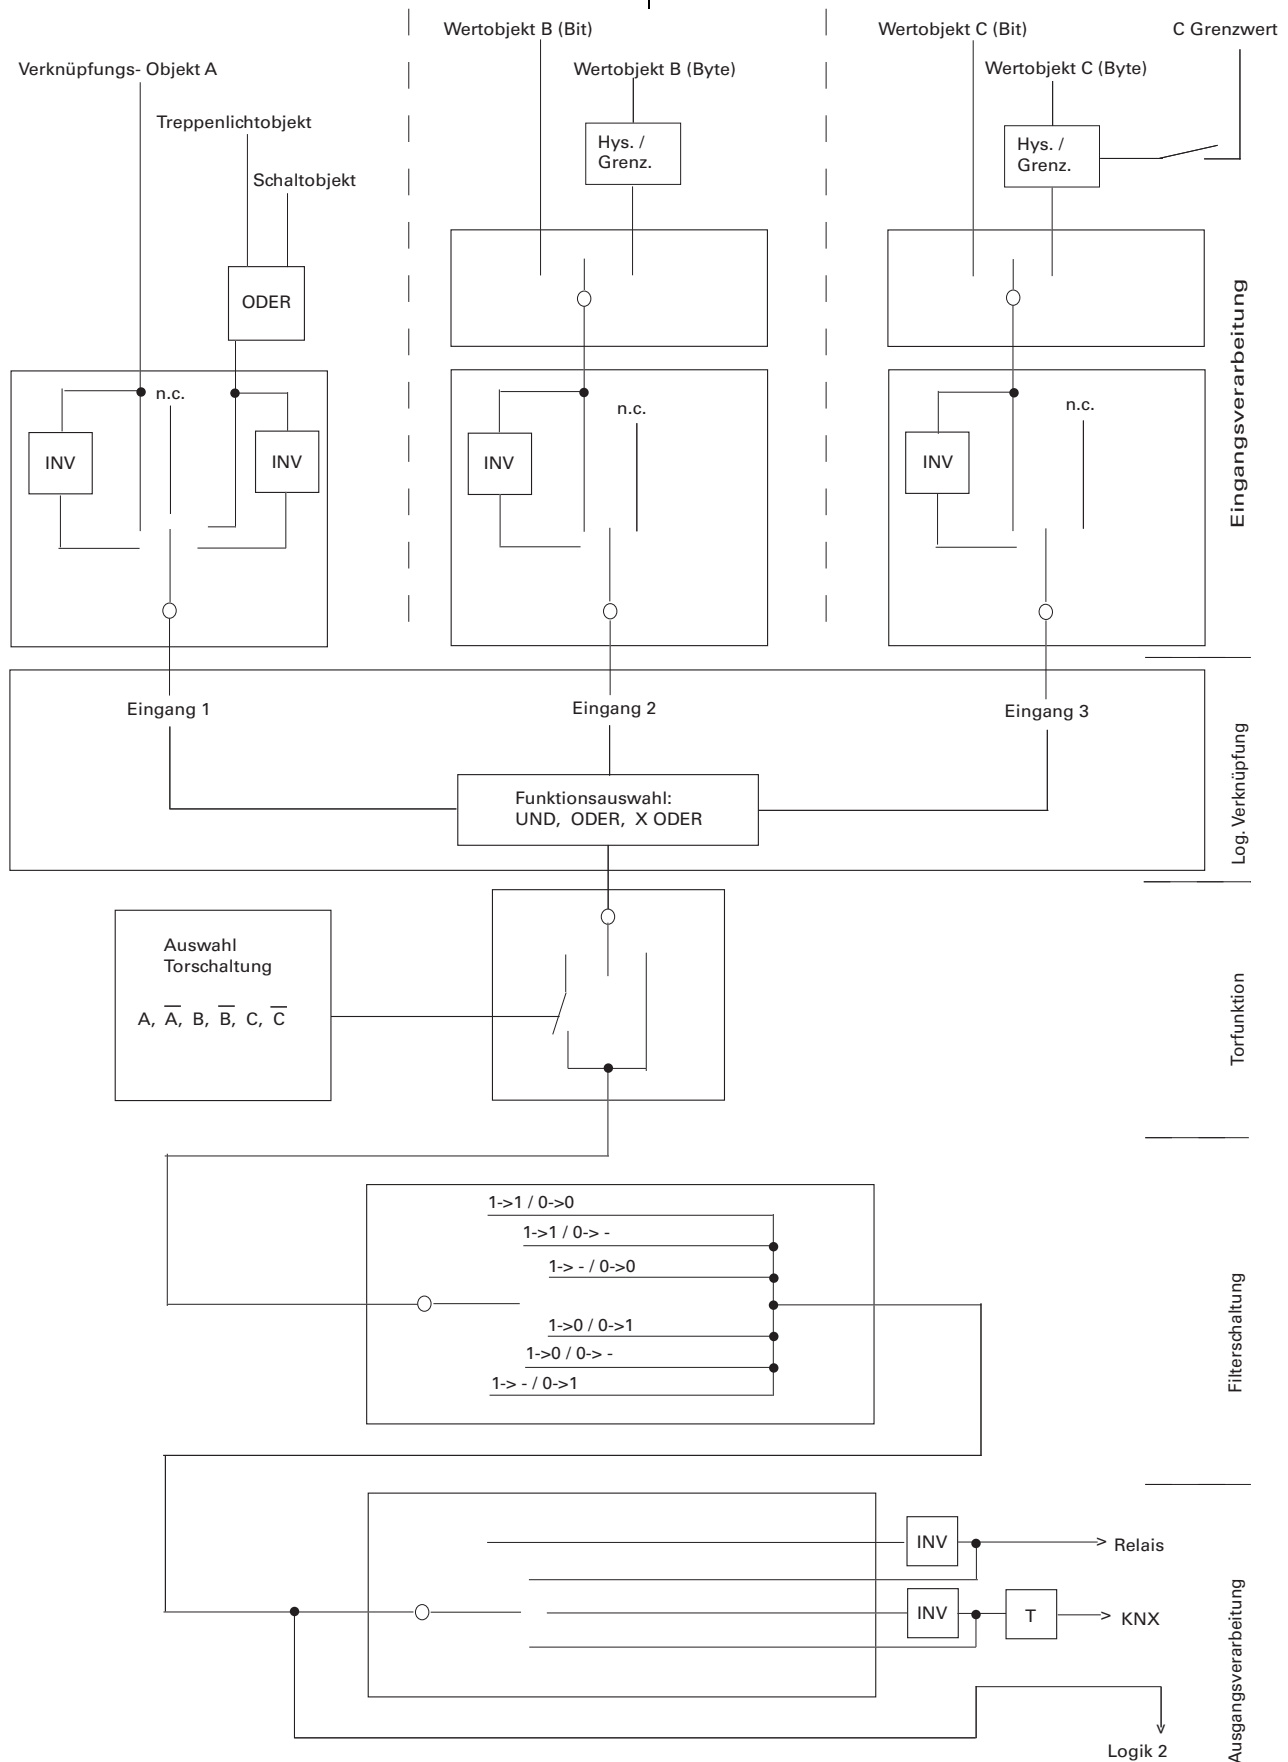 Wertobjekt B (Bit)
Wertobjekt C (Bit)
C Grenzwert
Verknüpfungs- Objekt A
Wertobjekt B (Byte)
Wertobjekt C (Byte)
Treppenlichtobjekt
Hys. /
Grenz.
Hys. /
Grenz.
Schaltobjekt
ODER
Eingangsverarbeitung
n.c.
n.c.
n.c.
INV
INV
INV
INV
Eingang 1
Eingang 2
Eingang 3
Funktionsauswahl:
UND, ODER, X ODER
Log. Verknüpfung
Auswahl
Torschaltung
A, A̅, B, B̅, C, C̅
Torfunktion
1->1 / 0->0
1->1 / 0-> -
1-> - / 0->0
1->0 / 0->1
1->0 / 0-> -
1-> - / 0->1
Filterschaltung
INV
> Relais
INV
T
> KNX
Ausgangsverarbeitung
Logik 2